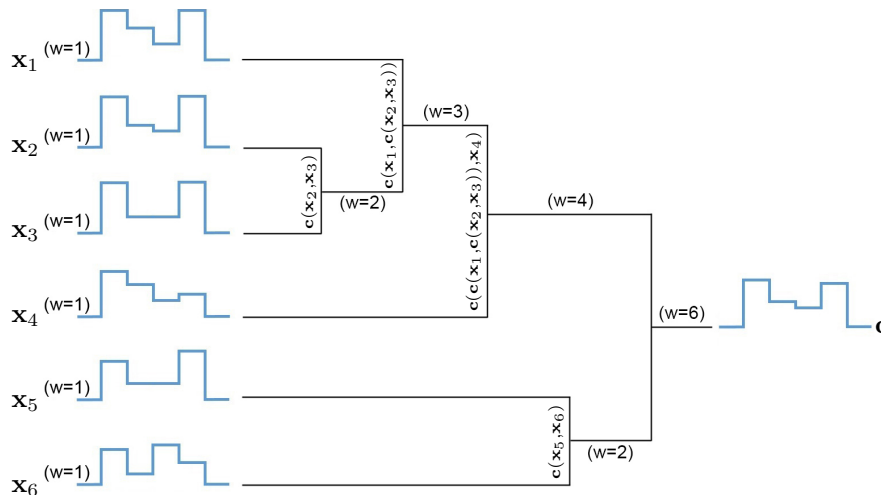 x₁ (w=1)
x₂ (w=1)
x₃ (w=1)
x₄ (w=1)
x₅ (w=1)
x₆ (w=1)
c(x₂,x₃)
(w=2)
c(x₁,c(x₂,x₃))
(w=3)
c(c(x₁,c(x₂,x₃)),x₄)
(w=4)
c(x₅,x₆)
(w=2)
(w=6)
c